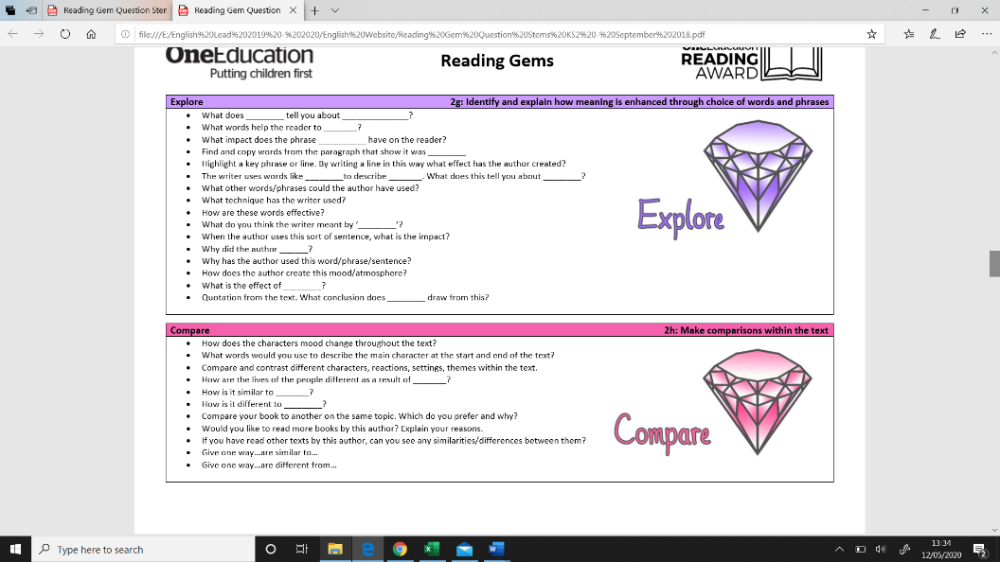 Reading Gem Question Ster
Reading Gem Question
file:///E:/English%20Lead%202019%20-%202020/English%20Website/Reading%20Gem%20Question%20Stems%20KS2%20-%20September%202018.pdf
OneEducation
Putting children first
Reading Gems
OneEducation
READING
AWARD
Explore 2g: Identify and explain how meaning is enhanced through choice of words and phrases
• What does ________ tell you about ______________?
• What words help the reader to _______?
• What impact does the phrase __________ have on the reader?
• Find and copy words from the paragraph that show it was ________
• Highlight a key phrase or line. By writing a line in this way what effect has the author created?
• The writer uses words like ________to describe _______. What does this tell you about ________?
• What other words/phrases could the author have used?
• What technique has the writer used?
• How are these words effective?
• What do you think the writer meant by ‘________’?
• When the author uses this sort of sentence, what is the impact?
• Why did the author ______?
• Why has the author used this word/phrase/sentence?
• How does the author create this mood/atmosphere?
• What is the effect of ________?
• Quotation from the text. What conclusion does ________ draw from this?
Explore
Compare 2h: Make comparisons within the text
• How does the characters mood change throughout the text?
• What words would you use to describe the main character at the start and end of the text?
• Compare and contrast different characters, reactions, settings, themes within the text.
• How are the lives of the people different as a result of _______?
• How is it similar to _______?
• How is it different to ________?
• Compare your book to another on the same topic. Which do you prefer and why?
• Would you like to read more books by this author? Explain your reasons.
• If you have read other texts by this author, can you see any similarities/differences between them?
• Give one way…are similar to…
• Give one way…are different from…
Compare
Type here to search
13:34
12/05/2020
2